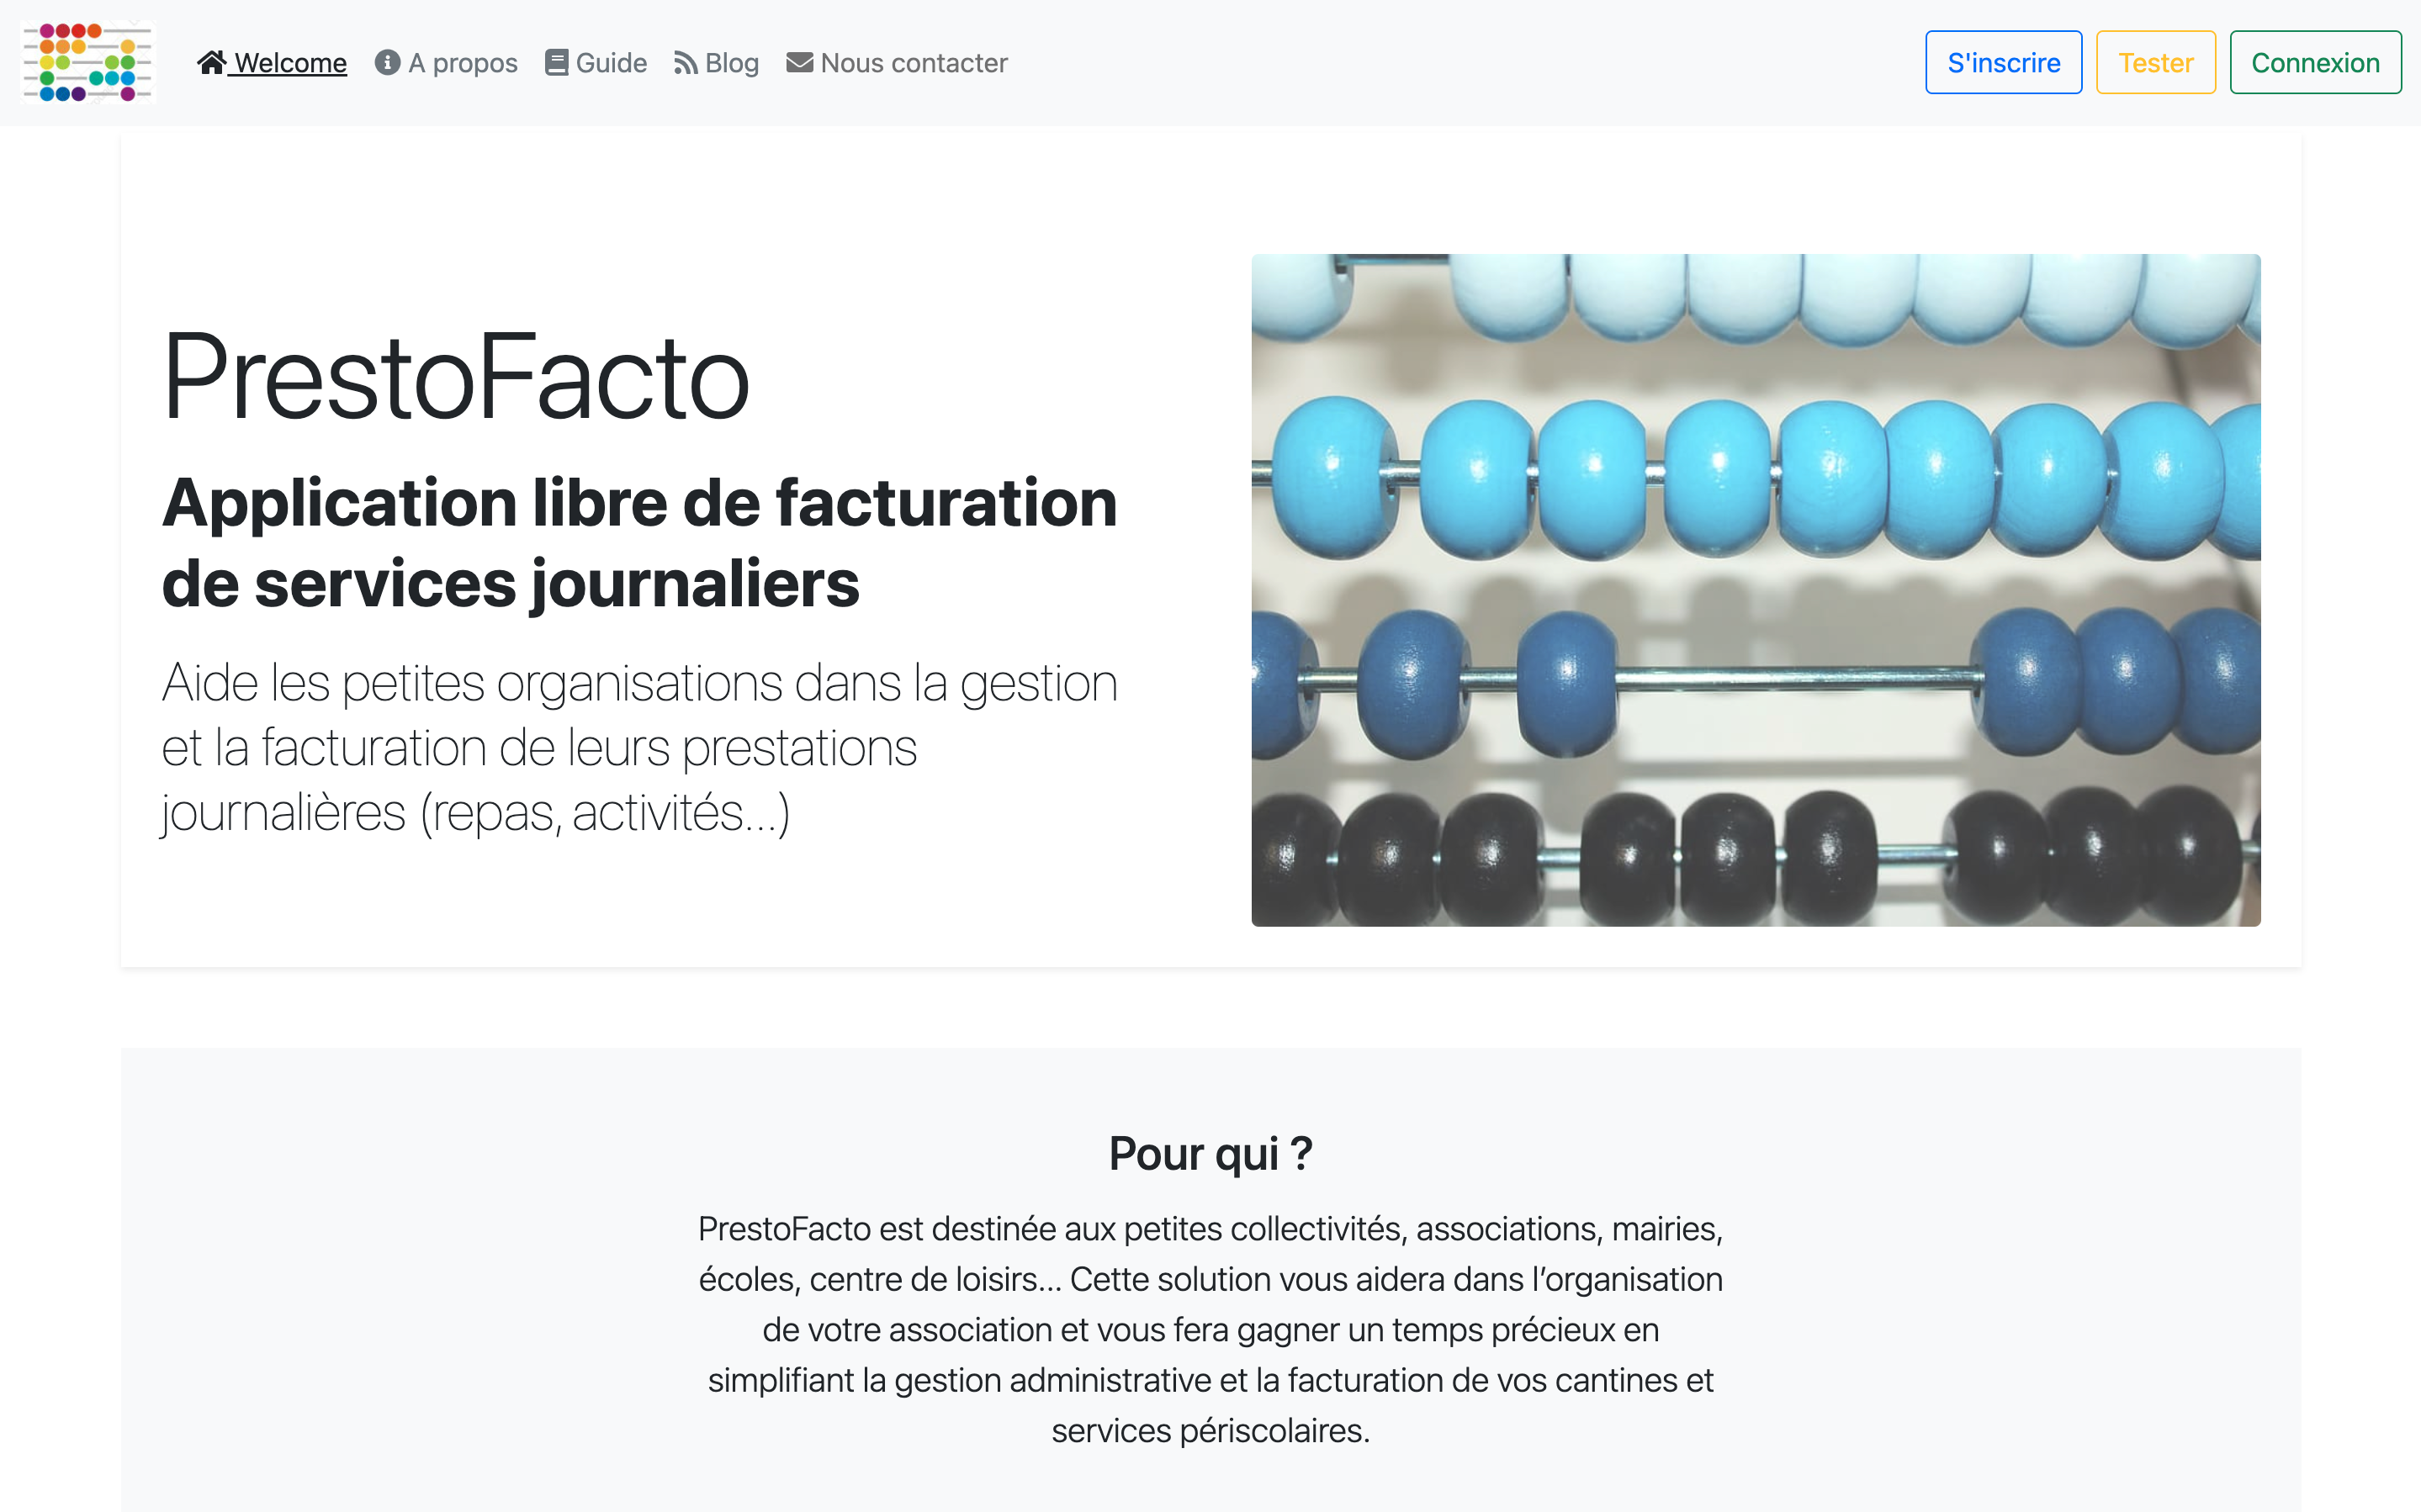 Welcome
A propos
Guide
Blog
Nous contacter
S'inscrire
Tester
Connexion
PrestoFacto
Application libre de facturation
de services journaliers
Aide les petites organisations dans la gestion
et la facturation de leurs prestations
journalières (repas, activités...)
Pour qui ?
PrestoFacto est destinée aux petites collectivités, associations, mairies,
écoles, centre de loisirs... Cette solution vous aidera dans l’organisation
de votre association et vous fera gagner un temps précieux en
simplifiant la gestion administrative et la facturation de vos cantines et
services périscolaires.